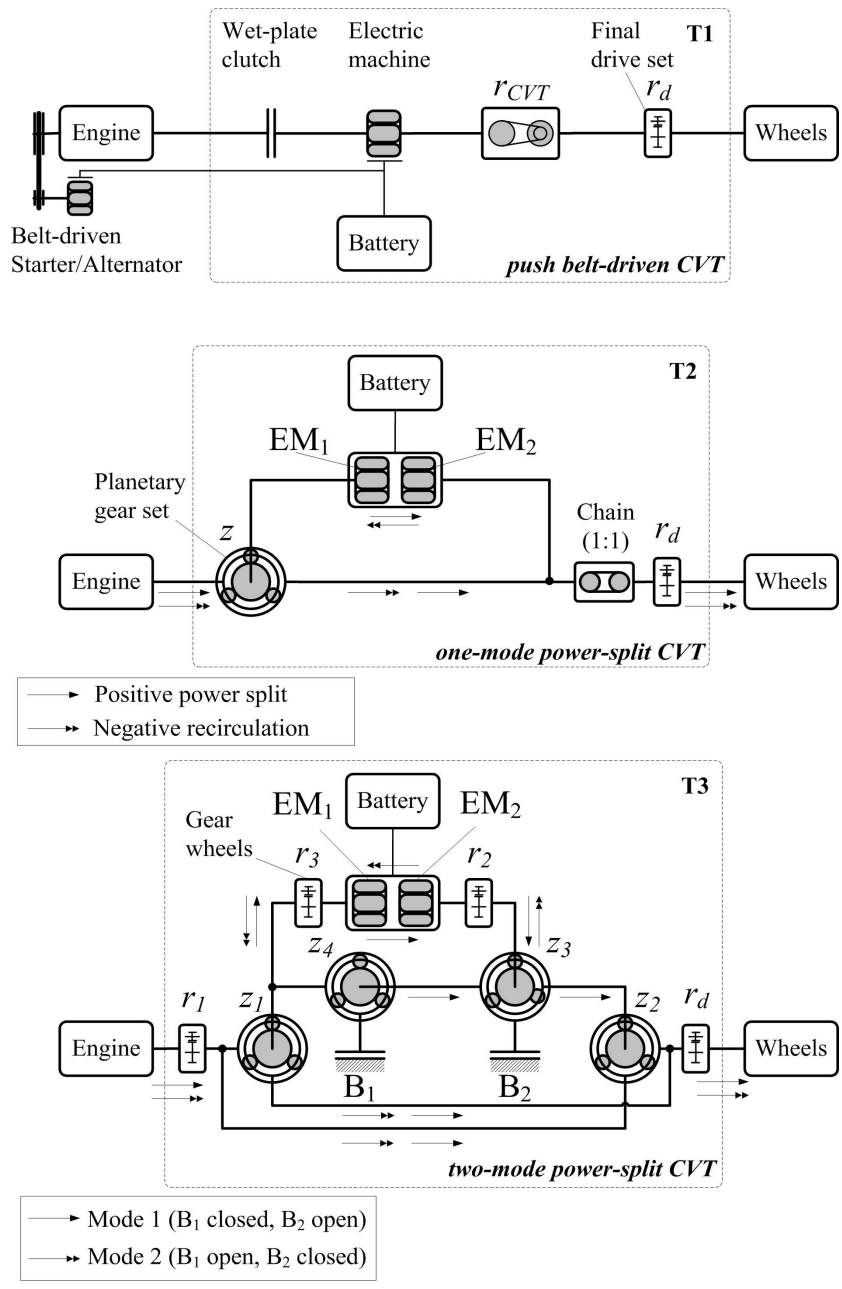 T1
Wet-plate
clutch
Electric
machine
Final
drive set
r_CVT
r_d
Engine
Wheels
Belt-driven
Starter/Alternator
Battery
push belt-driven CVT
T2
Battery
EM₁
EM₂
Planetary
gear set
z
Chain
(1:1)
r_d
Engine
Wheels
one-mode power-split CVT
Positive power split
Negative recirculation
T3
Battery
EM₁
EM₂
Gear
wheels
r₃
r₂
z₄
z₃
r₁
z₁
z₂
r_d
Engine
Wheels
B₁
B₂
two-mode power-split CVT
Mode 1 (B₁ closed, B₂ open)
Mode 2 (B₁ open, B₂ closed)